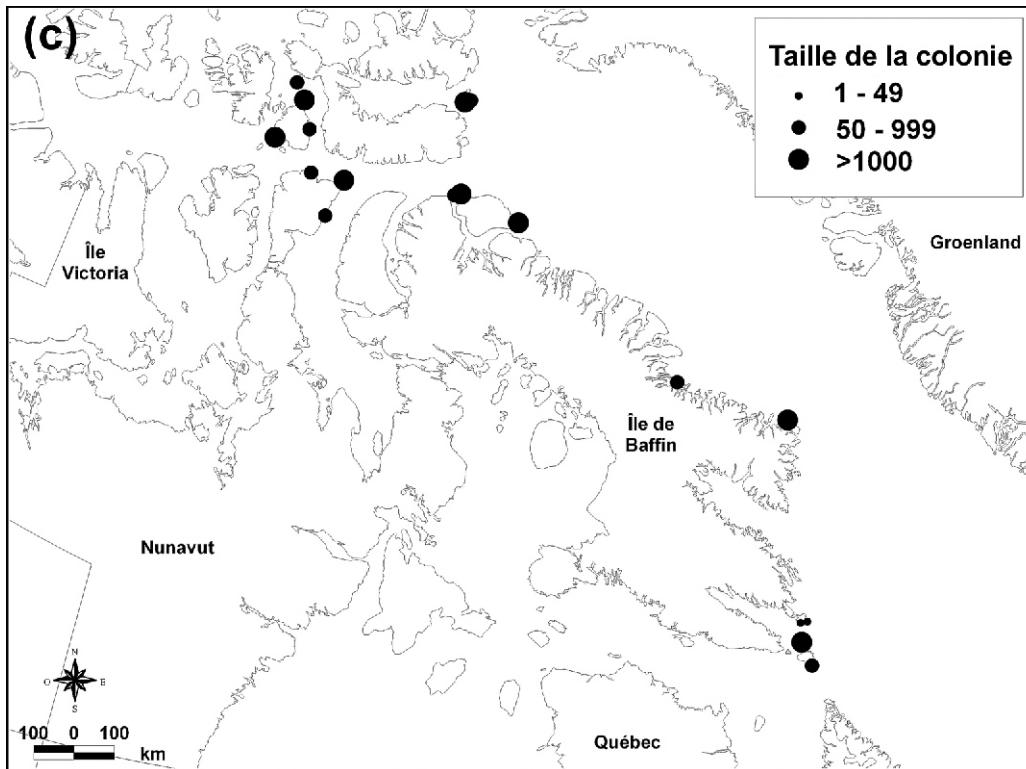 (c)
Taille de la colonie
1 - 49
50 - 999
>1000
Groenland
Île
Victoria
Île de
Baffin
Nunavut
N
O E
S
100 0 100
km
Québec